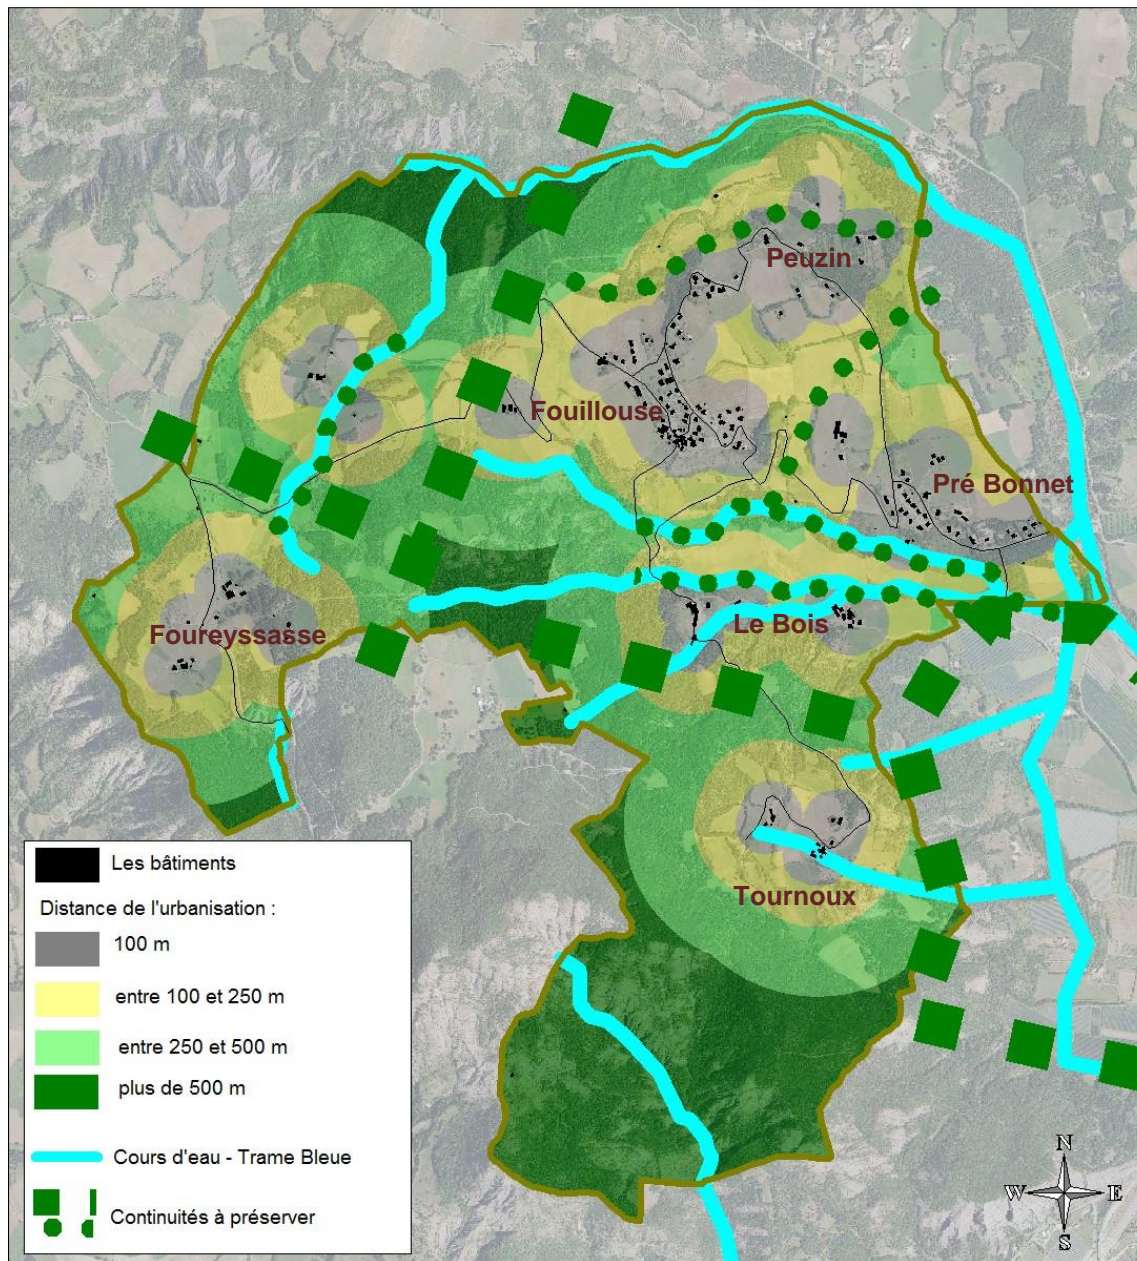 Peuzin
Fouillouse
Pré Bonnet
Foureyssasse
Le Bois
Tournoux
Les bâtiments
Distance de l'urbanisation :
100 m
entre 100 et 250 m
entre 250 et 500 m
plus de 500 m
Cours d'eau - Trame Bleue
Continuités à préserver
N
W E
S